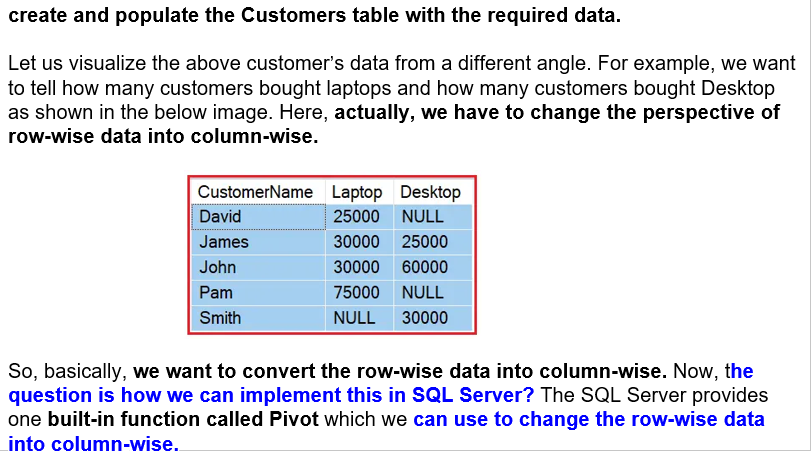 create and populate the Customers table with the required data.
Let us visualize the above customer’s data from a different angle. For example, we want
to tell how many customers bought laptops and how many customers bought Desktop
as shown in the below image. Here, actually, we have to change the perspective of
row-wise data into column-wise.
CustomerName Laptop Desktop
David 25000 NULL
James 30000 25000
John 30000 60000
Pam 75000 NULL
Smith NULL 30000
So, basically, we want to convert the row-wise data into column-wise. Now, the
question is how we can implement this in SQL Server? The SQL Server provides
one built-in function called Pivot which we can use to change the row-wise data
into column-wise.